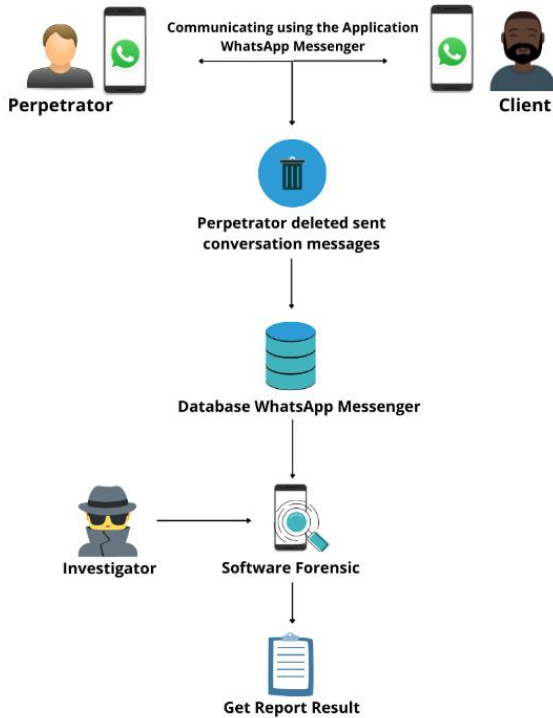 Communicating using the Application
WhatsApp Messenger
Perpetrator
Client
Perpetrator deleted sent
conversation messages
Database WhatsApp Messenger
Investigator
Software Forensic
Get Report Result